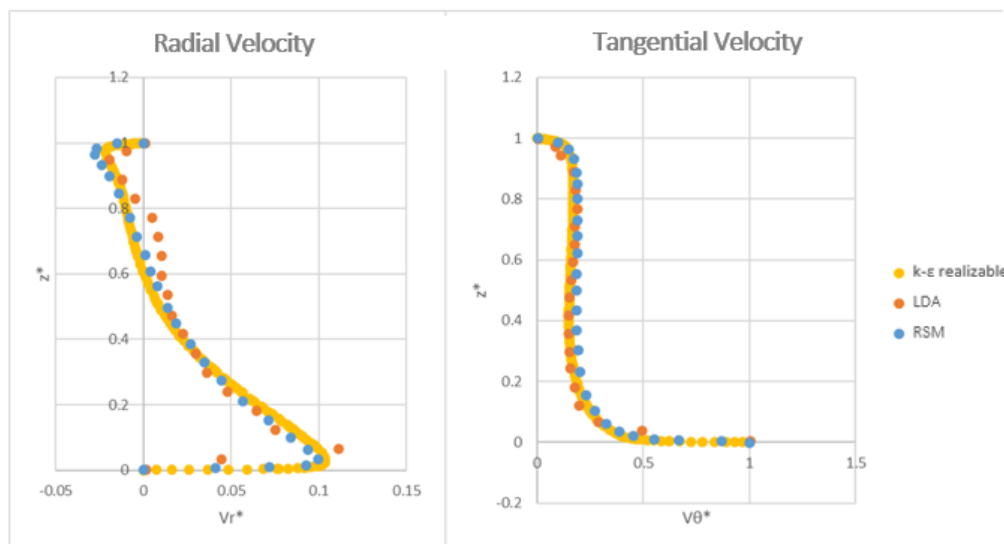 Radial Velocity
1.2
1
0.8
0.6
0.4
0.2
0
-0.05
0
0.05
0.1
0.15
z*
Vr*
Tangential Velocity
1.2
1
0.8
0.6
0.4
0.2
0
-0.2
0
0.5
1
1.5
z*
Vθ*
k-ε realizable
LDA
RSM